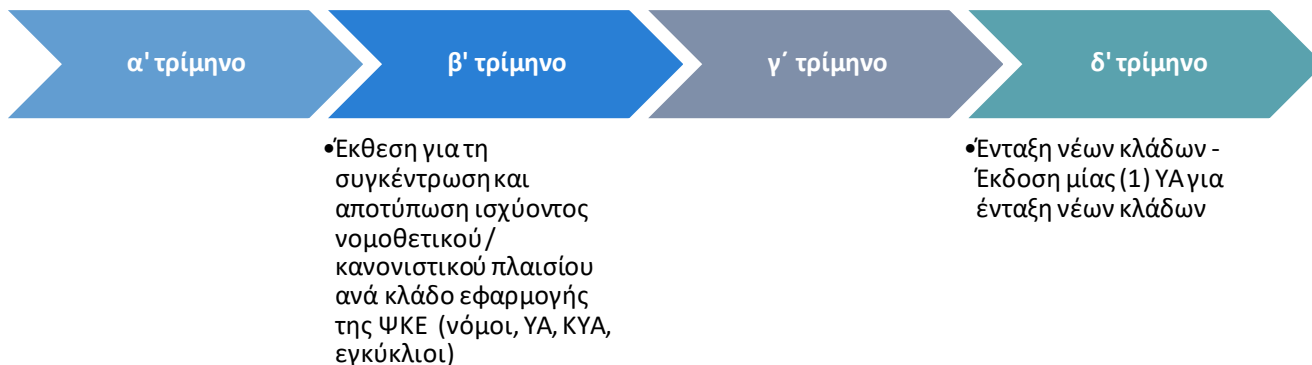 α' τρίμηνο
β' τρίμηνο
γ΄ τρίμηνο
δ' τρίμηνο
•Έκθεση για τη
συγκέντρωση και
αποτύπωση ισχύοντος
νομοθετικού /
κανονιστικού πλαισίου
ανά κλάδο εφαρμογής
της ΨΚΕ (νόμοι, ΥΑ, ΚΥΑ,
εγκύκλιοι)
•Ένταξη νέων κλάδων -
Έκδοση μίας (1) ΥΑ για
ένταξη νέων κλάδων